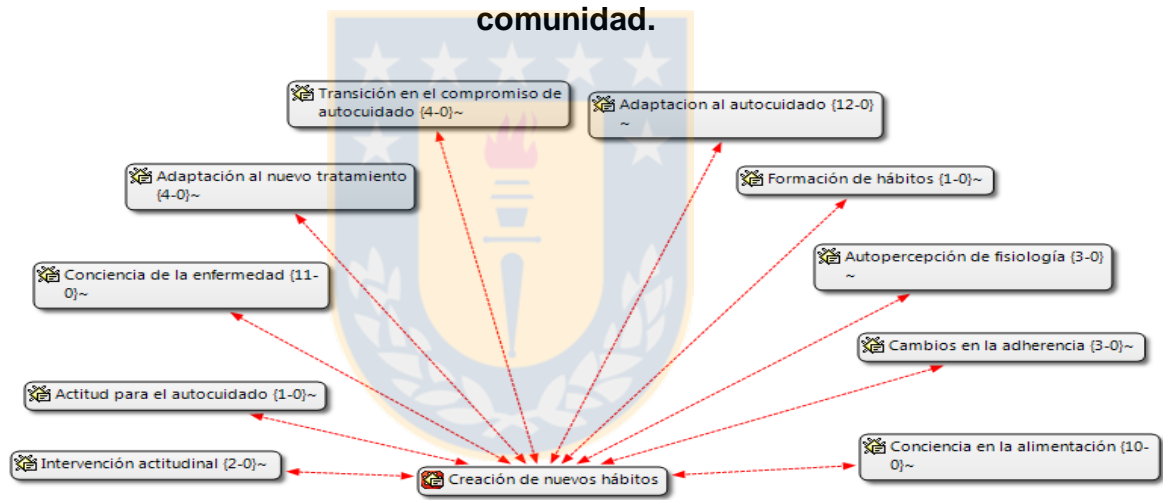 comunidad.
Transición en el compromiso de
autocuidado {4-0}~
Adaptacion al autocuidado {12-0}
~
Adaptación al nuevo tratamiento
{4-0}~
Formación de hábitos {1-0}~
Autopercepción de fisiología {3-0}
~
Conciencia de la enfermedad {11-
0}~
Cambios en la adherencia {3-0}~
Actitud para el autocuidado {1-0}~
Conciencia en la alimentación {10-
0}~
Intervención actitudinal {2-0}~
Creación de nuevos hábitos